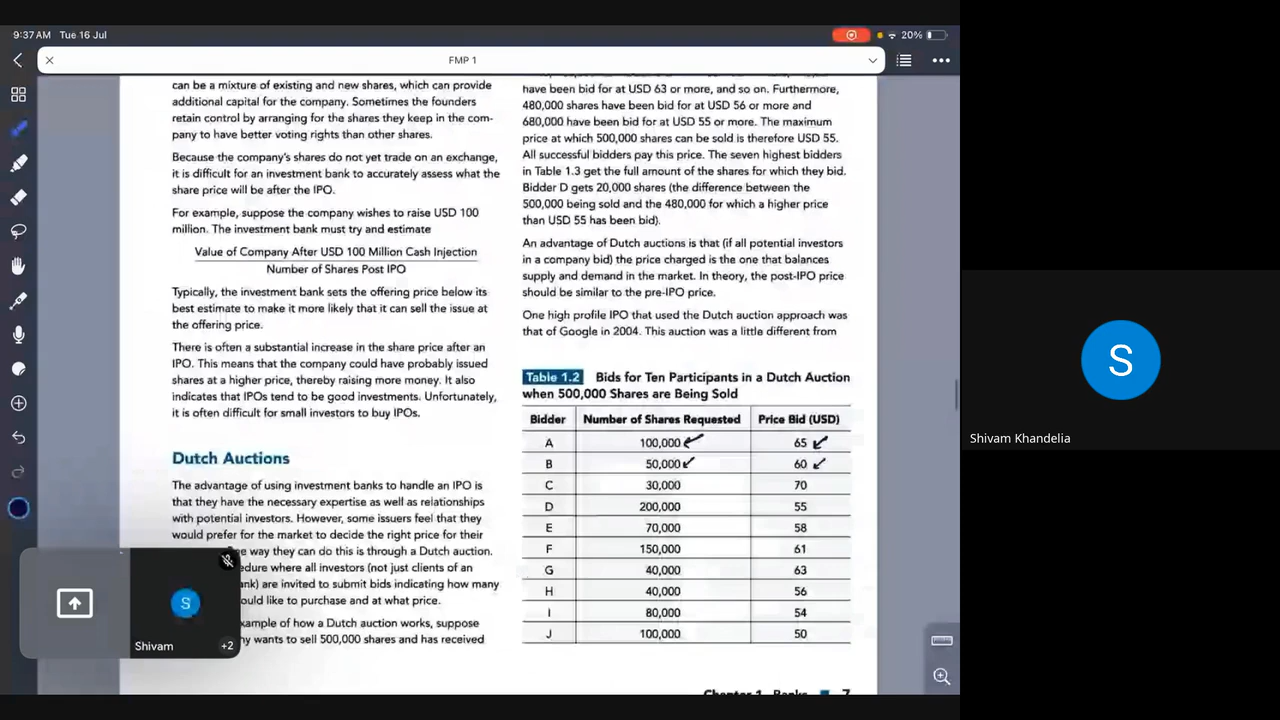 9:37 AM Tue 16 Jul
20%
FMP 1
can be a mixture of existing and new shares, which can provide
additional capital for the company. Sometimes the founders
retain control by arranging for the shares they keep in the com-
pany to have better voting rights than other shares.
Because the company's shares do not yet trade on an exchange,
it is difficult for an investment bank to accurately assess what the
share price will be after the IPO.
For example, suppose the company wishes to raise USD 100
million. The investment bank must try and estimate
Value of Company After USD 100 Million Cash Injection
Number of Shares Post IPO
Typically, the investment bank sets the offering price below its
best estimate to make it more likely that it can sell the issue at
the offering price.
There is often a substantial increase in the share price after an
IPO. This means that the company could have probably issued
shares at a higher price, thereby raising more money. It also
indicates that IPOs tend to be good investments. Unfortunately,
it is often difficult for small investors to buy IPOs.
Dutch Auctions
The advantage of using investment banks to handle an IPO is
that they have the necessary expertise as well as relationships
with potential investors. However, some issuers feel that they
would prefer for the market to decide the right price for their
way they can do this is through a Dutch auction.
edure where all investors (not just clients of an
ank) are invited to submit bids indicating how many
ould like to purchase and at what price.
xample of how a Dutch auction works, suppose
ny wants to sell 500,000 shares and has received
have been bid for at USD 63 or more, and so on. Furthermore,
480,000 shares have been bid for at USD 56 or more and
680,000 have been bid for at USD 55 or more. The maximum
price at which 500,000 shares can be sold is therefore USD 55.
All successful bidders pay this price. The seven highest bidders
in Table 1.3 get the full amount of the shares for which they bid.
Bidder D gets 20,000 shares (the difference between the
500,000 being sold and the 480,000 for which a higher price
than USD 55 has been bid).
An advantage of Dutch auctions is that (if all potential investors
in a company bid) the price charged is the one that balances
supply and demand in the market. In theory, the post-IPO price
should be similar to the pre-IPO price.
One high profile IPO that used the Dutch auction approach was
that of Google in 2004. This auction was a little different from
Table 1.2 Bids for Ten Participants in a Dutch Auction
when 500,000 Shares are Being Sold
Bidder Number of Shares Requested Price Bid (USD)
A 100,000 65
B 50,000 60
C 30,000 70
D 200,000 55
E 70,000 58
F 150,000 61
G 40,000 63
H 40,000 56
I 80,000 54
J 100,000 50
Chapter 1 Banks 7
S
Shivam
+2
S
Shivam Khandelia